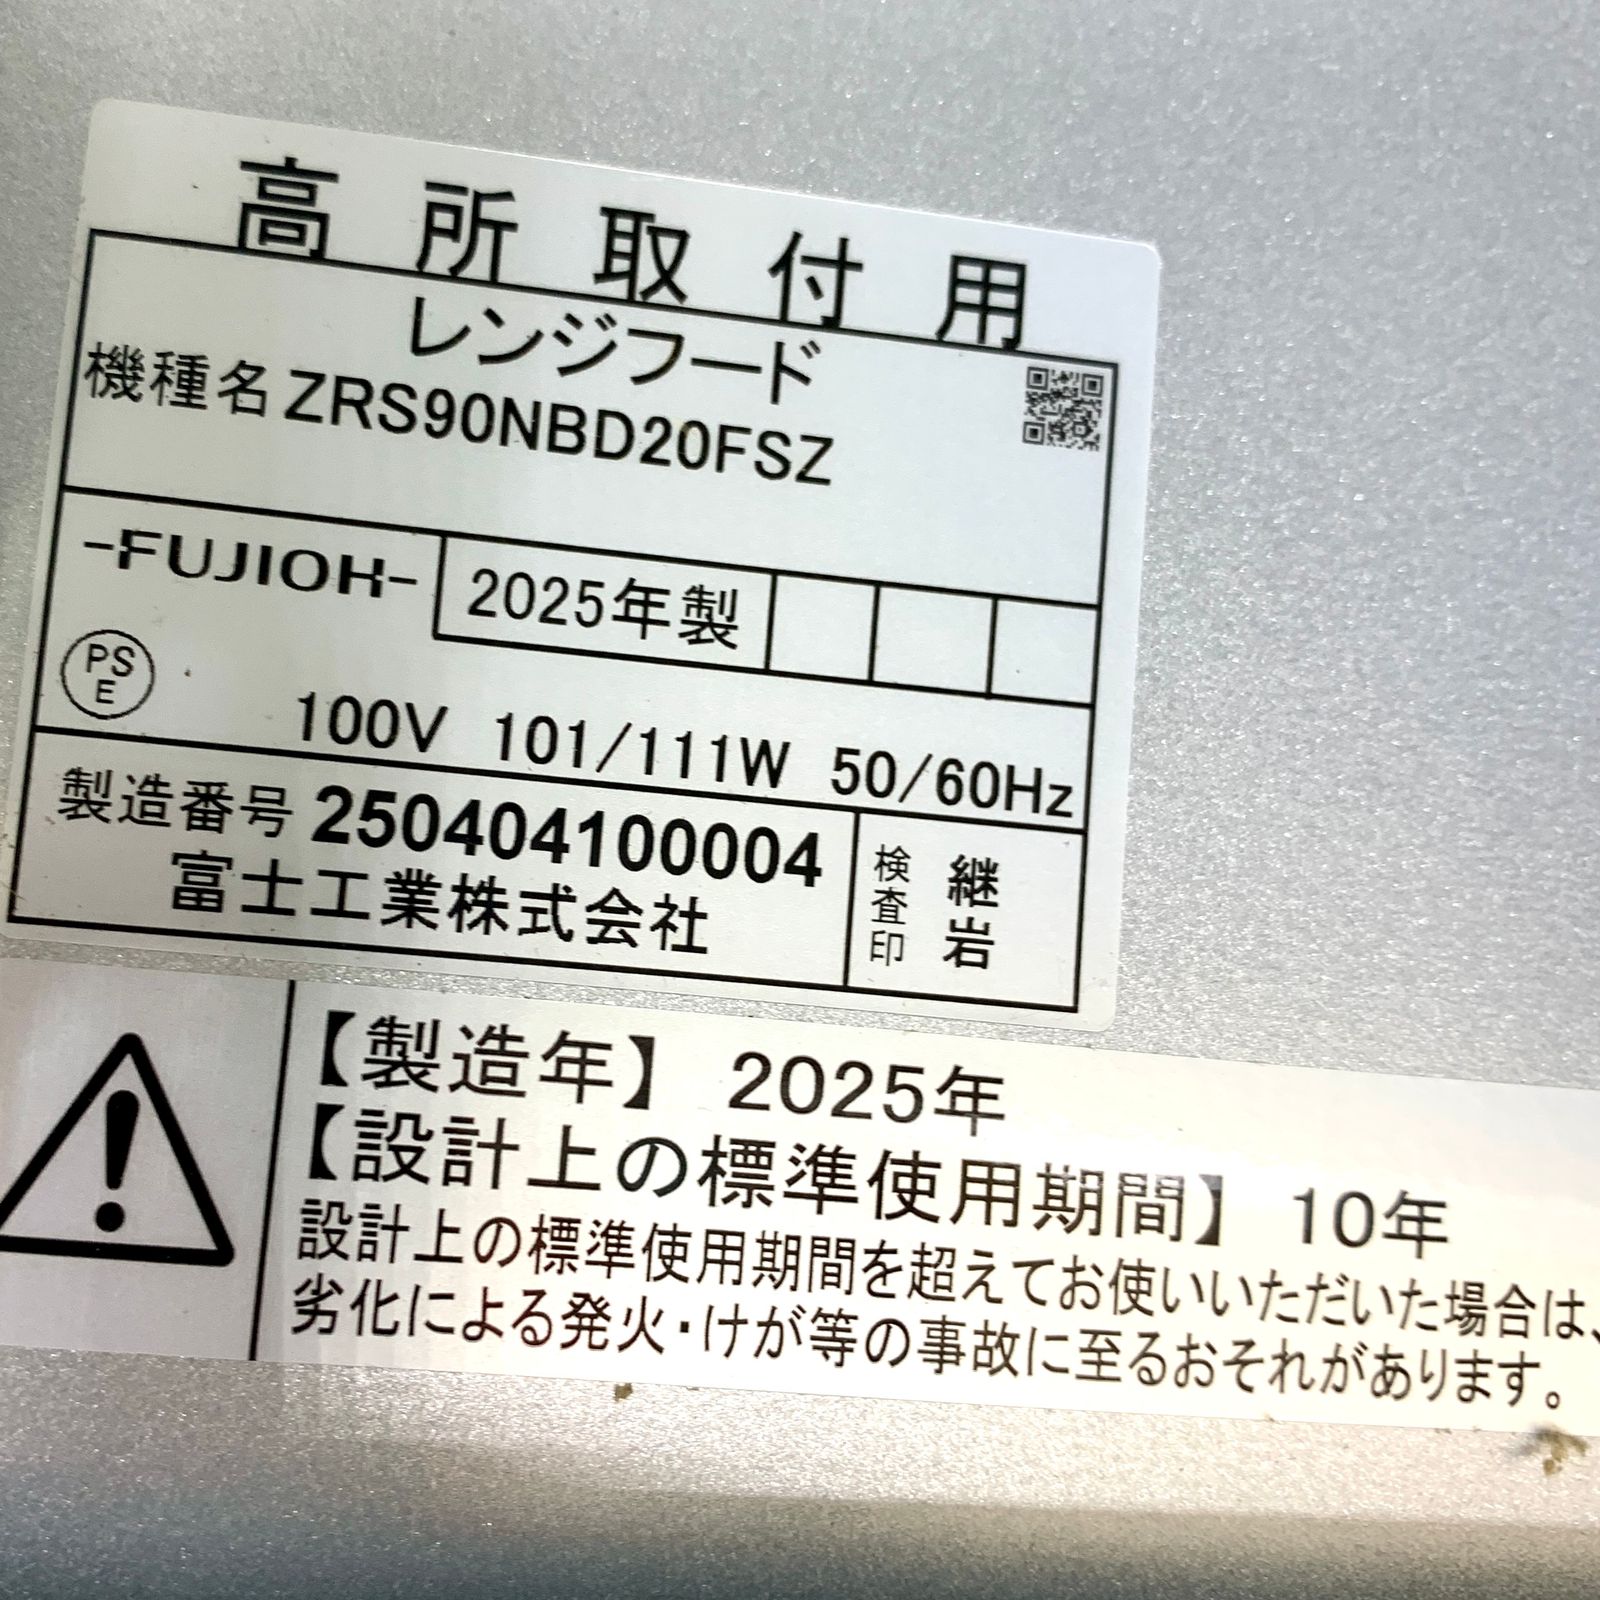 高所取付用
レンジフード
機種名 ZRS90NBD20FSZ
-FUJIOH-
2025年製
PS
E
100V 101/111W 50/60Hz
製造番号 250404100004
富士工業株式会社
検査印
継岩
【製造年】 2025年
【設計上の標準使用期間】 10年
設計上の標準使用期間を超えてお使いいただいた場合は、
劣化による発火・けが等の事故に至るおそれがあります。